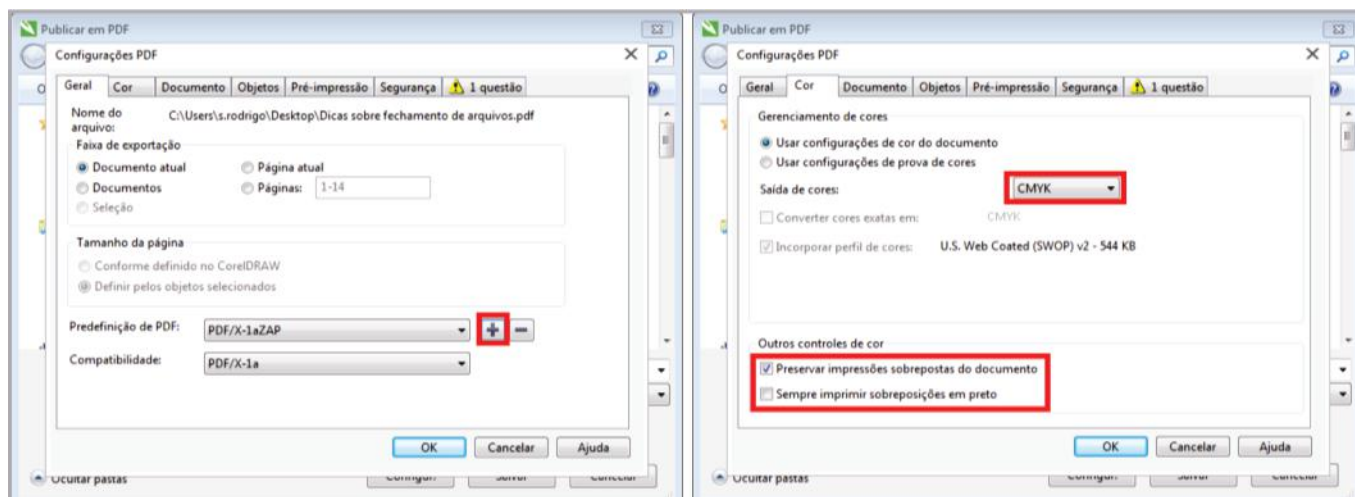 Publicar em PDF
Configurações PDF
Geral Cor Documento Objetos Pré-impressão Segurança 1 questão
Nome do arquivo: C:\Users\s.rodrigo\Desktop\Dicas sobre fechamento de arquivos.pdf
Faixa de exportação
Documento atual Página atual
Documentos Páginas: 1-14
Seleção
Tamanho da página
Conforme definido no CorelDRAW
Definir pelos objetos selecionados
Predefinição de PDF: PDF/X-1aZAP
Compatibilidade: PDF/X-1a
OK Cancelar Ajuda
Ocultar pastas
Publicar em PDF
Configurações PDF
Geral Cor Documento Objetos Pré-impressão Segurança 1 questão
Gerenciamento de cores
Usar configurações de cor do documento
Usar configurações de prova de cores
Saída de cores: CMYK
Converter cores exatas em: CMYK
Incorporar perfil de cores: U.S. Web Coated (SWOP) v2 - 544 KB
Outros controles de cor
Preservar impressões sobrepostas do documento
Sempre imprimir sobreposições em preto
OK Cancelar Ajuda
Ocultar pastas